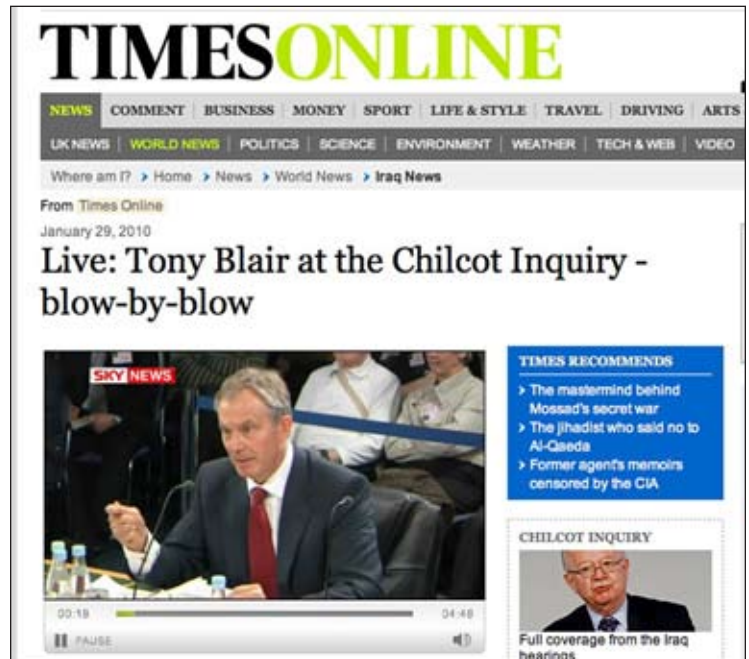 TIMESONLINE
NEWS COMMENT BUSINESS MONEY SPORT LIFE & STYLE TRAVEL DRIVING ARTS
UK NEWS WORLD NEWS POLITICS SCIENCE ENVIRONMENT WEATHER TECH & WEB VIDEO
Where am I? Home News World News Iraq News
From Times Online
January 29, 2010
Live: Tony Blair at the Chilcot Inquiry -
blow-by-blow
SKY NEWS
00:19 04:48
PAUSE
TIMES RECOMMENDS
The mastermind behind
Mossad's secret war
The jihadist who said no to
Al-Qaeda
Former agent's memoirs
censored by the CIA
CHILCOT INQUIRY
Full coverage from the Iraq
hearings